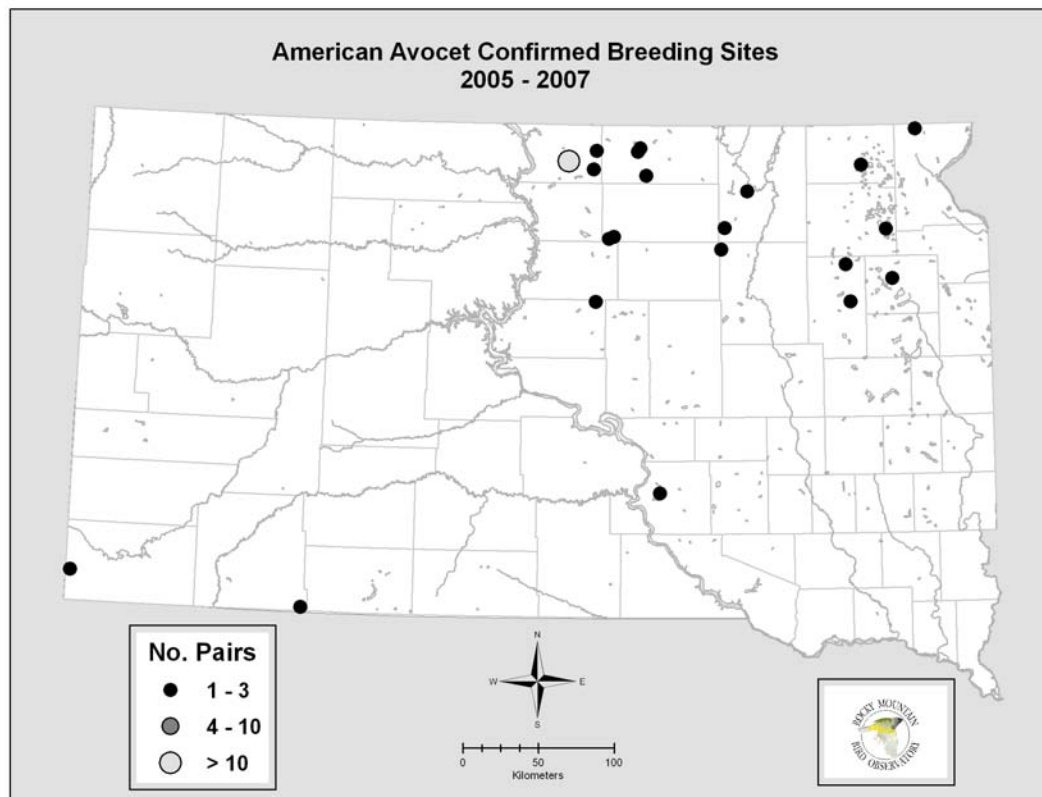 American Avocet Confirmed Breeding Sites
2005 - 2007
No. Pairs
1 - 3
4 - 10
> 10
N
W E
S
0 50 100
Kilometers
ROCKY MOUNTAIN
BIRD OBSERVATORY